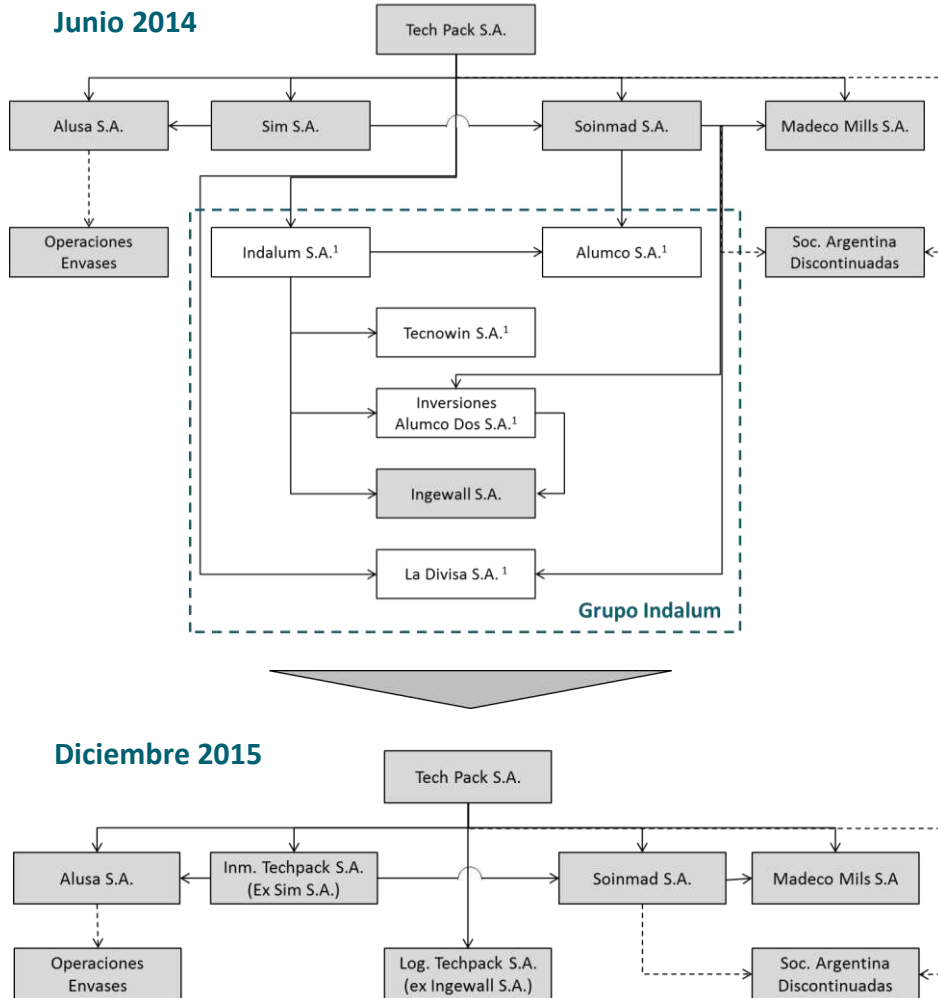 Junio 2014
Tech Pack S.A.
Alusa S.A.
Sim S.A.
Soinmad S.A.
Madeco Mills S.A.
Operaciones
Envases
Indalum S.A.¹
Alumco S.A.¹
Soc. Argentina
Discontinuadas
Tecnowin S.A.¹
Inversiones
Alumco Dos S.A.¹
Ingewall S.A.
La Divisa S.A. ¹
Grupo Indalum
Diciembre 2015
Tech Pack S.A.
Alusa S.A.
Inm. Techpack S.A.
(Ex Sim S.A.)
Soinmad S.A.
Madeco Mils S.A
Operaciones
Envases
Log. Techpack S.A.
(ex Ingewall S.A.)
Soc. Argentina
Discontinuadas